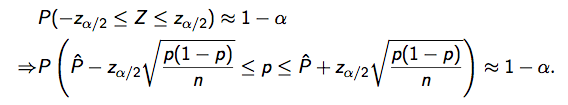 P(-z_{α/2} ≤ Z ≤ z_{α/2}) ≈ 1 - α
⇒P( P̂ - z_{α/2} √(p(1 - p)/n) ≤ p ≤ P̂ + z_{α/2} √(p(1 - p)/n) ) ≈ 1 - α.